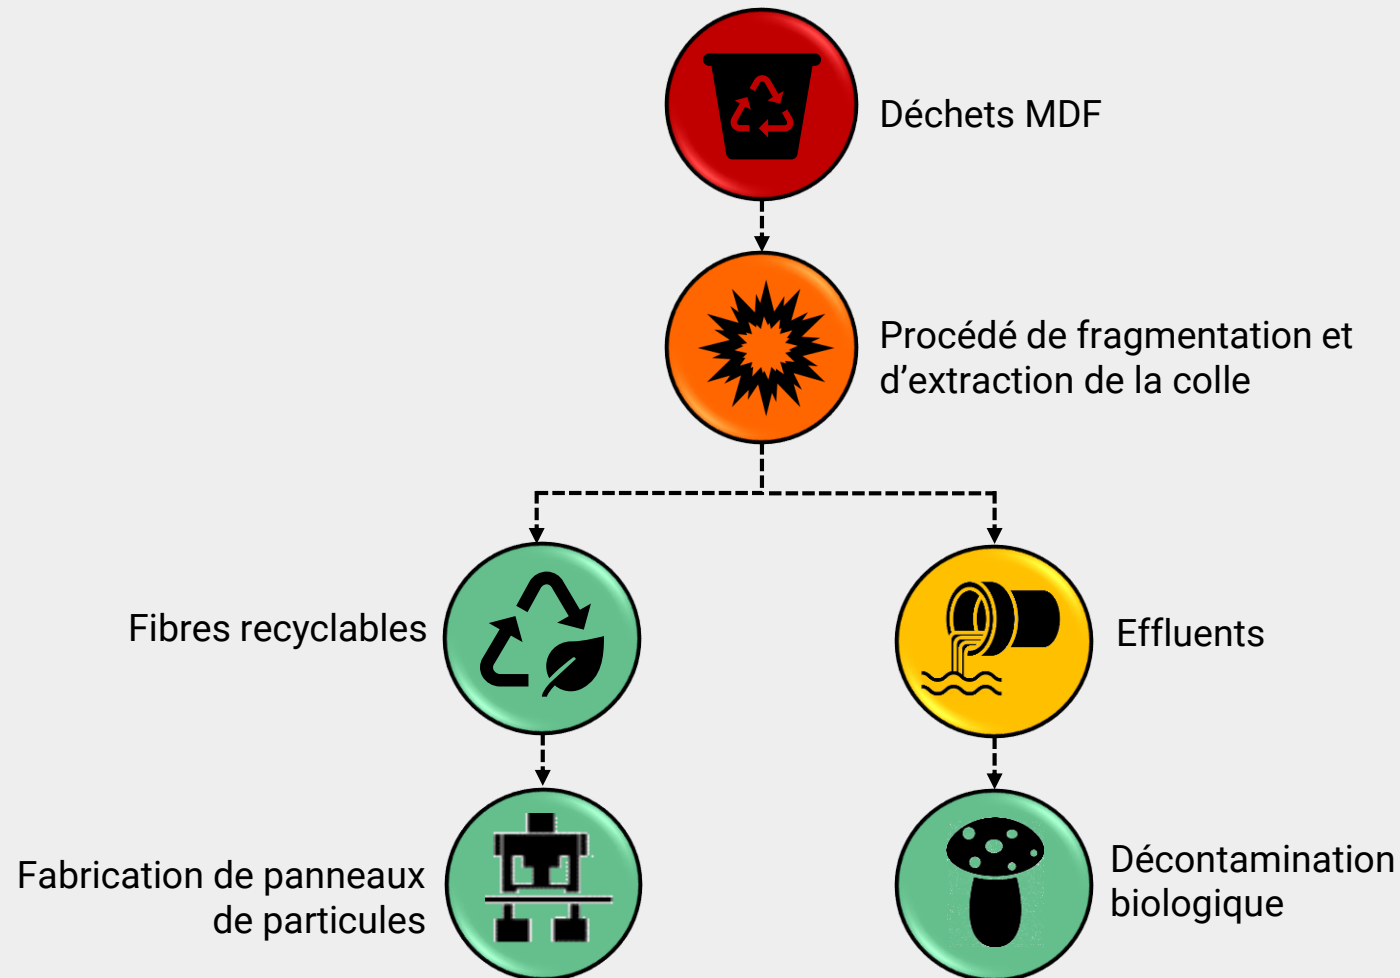 Déchets MDF
Procédé de fragmentation et
d’extraction de la colle
Fibres recyclables
Effluents
Fabrication de panneaux
de particules
Décontamination
biologique